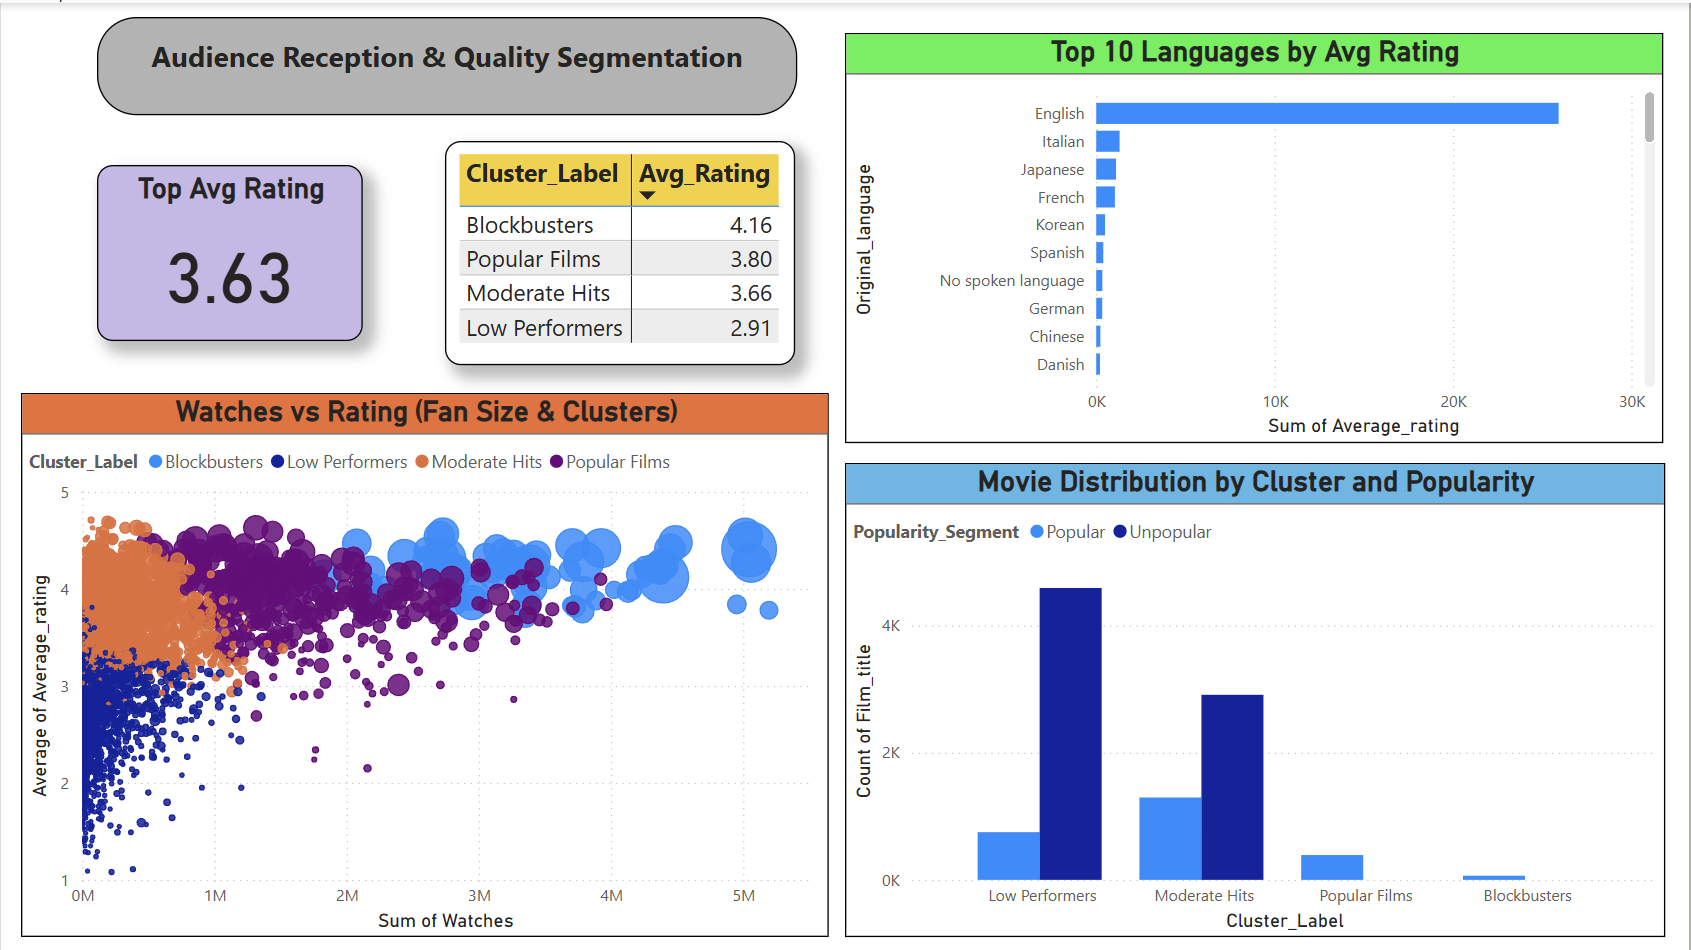 Audience Reception & Quality Segmentation
Top Avg Rating
3.63
Cluster_Label Avg_Rating
Blockbusters 4.16
Popular Films 3.80
Moderate Hits 3.66
Low Performers 2.91
Top 10 Languages by Avg Rating
Original_language
English
Italian
Japanese
French
Korean
Spanish
No spoken language
German
Chinese
Danish
0K 10K 20K 30K
Sum of Average_rating
Watches vs Rating (Fan Size & Clusters)
Cluster_Label Blockbusters Low Performers Moderate Hits Popular Films
Average of Average_rating
5
4
3
2
1
0M 1M 2M 3M 4M 5M
Sum of Watches
Movie Distribution by Cluster and Popularity
Popularity_Segment Popular Unpopular
Count of Film_title
4K
2K
0K
Low Performers Moderate Hits Popular Films Blockbusters
Cluster_Label